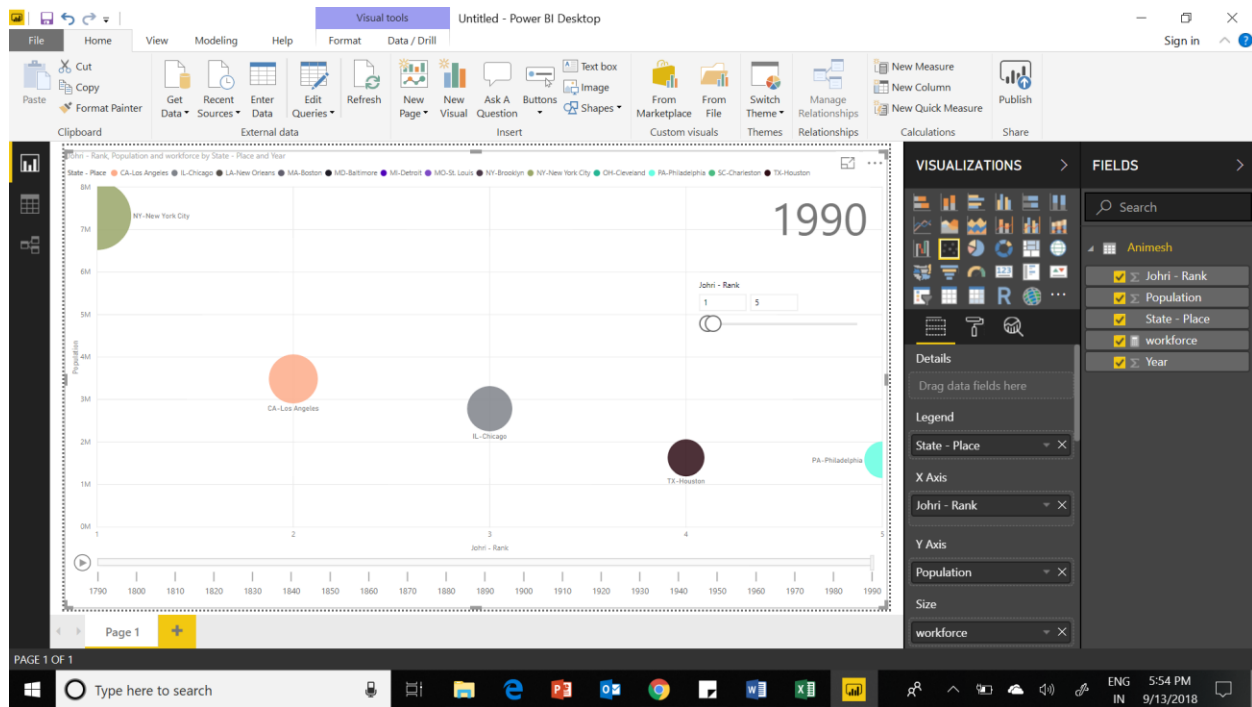 Visual tools
Untitled - Power BI Desktop
File Home View Modeling Help Format Data / Drill Sign in
Paste
Cut
Copy
Format Painter
Clipboard
Get Data
Recent Sources
Enter Data
Edit Queries
External data
Refresh
New Page
New Visual
Ask A Question
Buttons
Text box
Image
Shapes
Insert
From Marketplace
From File
Custom visuals
Switch Theme
Themes
Manage Relationships
Relationships
New Measure
New Column
New Quick Measure
Calculations
Publish
Share
Johri - Rank, Population and workforce by State - Place and Year
State - Place CA-Los Angeles IL-Chicago LA-New Orleans MA-Boston MD-Baltimore MI-Detroit MO-St. Louis NY-Brooklyn NY-New York City OH-Cleveland PA-Philadelphia SC-Charleston TX-Houston
8M
7M
6M
5M
4M
3M
2M
1M
0M
Population
NY-New York City
1990
Johri - Rank
1 5
CA-Los Angeles
IL-Chicago
TX-Houston
PA-Philadelphia
1 2 3 4 5
Johri - Rank
1790 1800 1810 1820 1830 1840 1850 1860 1870 1880 1890 1900 1910 1920 1930 1940 1950 1960 1970 1980 1990
VISUALIZATIONS
R
Details
Drag data fields here
Legend
State - Place
X Axis
Johri - Rank
Y Axis
Population
Size
workforce
FIELDS
Search
Animesh
Johri - Rank
Population
State - Place
workforce
Year
Page 1
PAGE 1 OF 1
Type here to search
ENG
IN
5:54 PM
9/13/2018